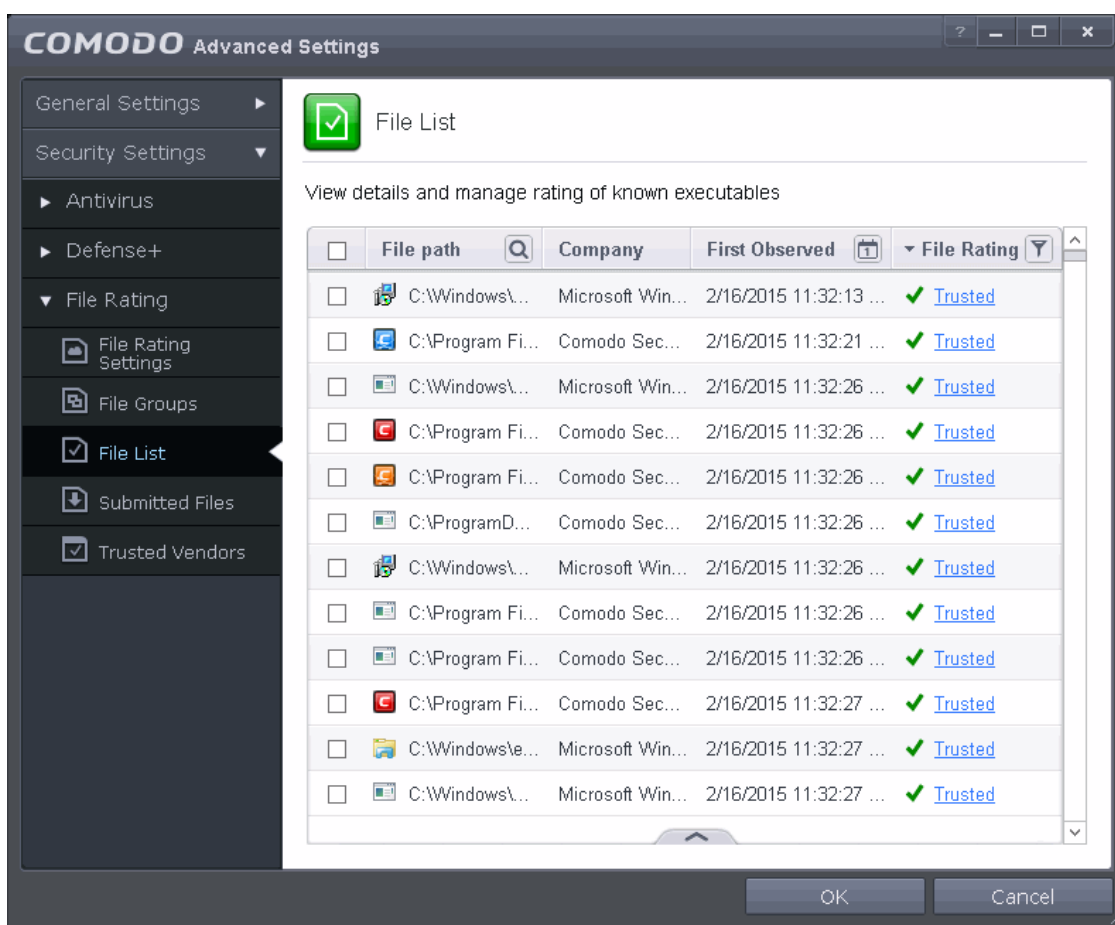 COMODO Advanced Settings
?
General Settings
Security Settings
Antivirus
Defense+
File Rating
File Rating
Settings
File Groups
File List
Submitted Files
Trusted Vendors
File List
View details and manage rating of known executables
File path Company First Observed 1 File Rating
C:\Windows\... Microsoft Win... 2/16/2015 11:32:13 ... Trusted
C:\Program Fi... Comodo Sec... 2/16/2015 11:32:21 ... Trusted
C:\Windows\... Microsoft Win... 2/16/2015 11:32:26 ... Trusted
C:\Program Fi... Comodo Sec... 2/16/2015 11:32:26 ... Trusted
C:\Program Fi... Comodo Sec... 2/16/2015 11:32:26 ... Trusted
C:\ProgramD... Comodo Sec... 2/16/2015 11:32:26 ... Trusted
C:\Windows\... Microsoft Win... 2/16/2015 11:32:26 ... Trusted
C:\Program Fi... Comodo Sec... 2/16/2015 11:32:26 ... Trusted
C:\Program Fi... Comodo Sec... 2/16/2015 11:32:26 ... Trusted
C:\Program Fi... Comodo Sec... 2/16/2015 11:32:27 ... Trusted
C:\Windows\e... Microsoft Win... 2/16/2015 11:32:27 ... Trusted
C:\Windows\... Microsoft Win... 2/16/2015 11:32:27 ... Trusted
OK Cancel